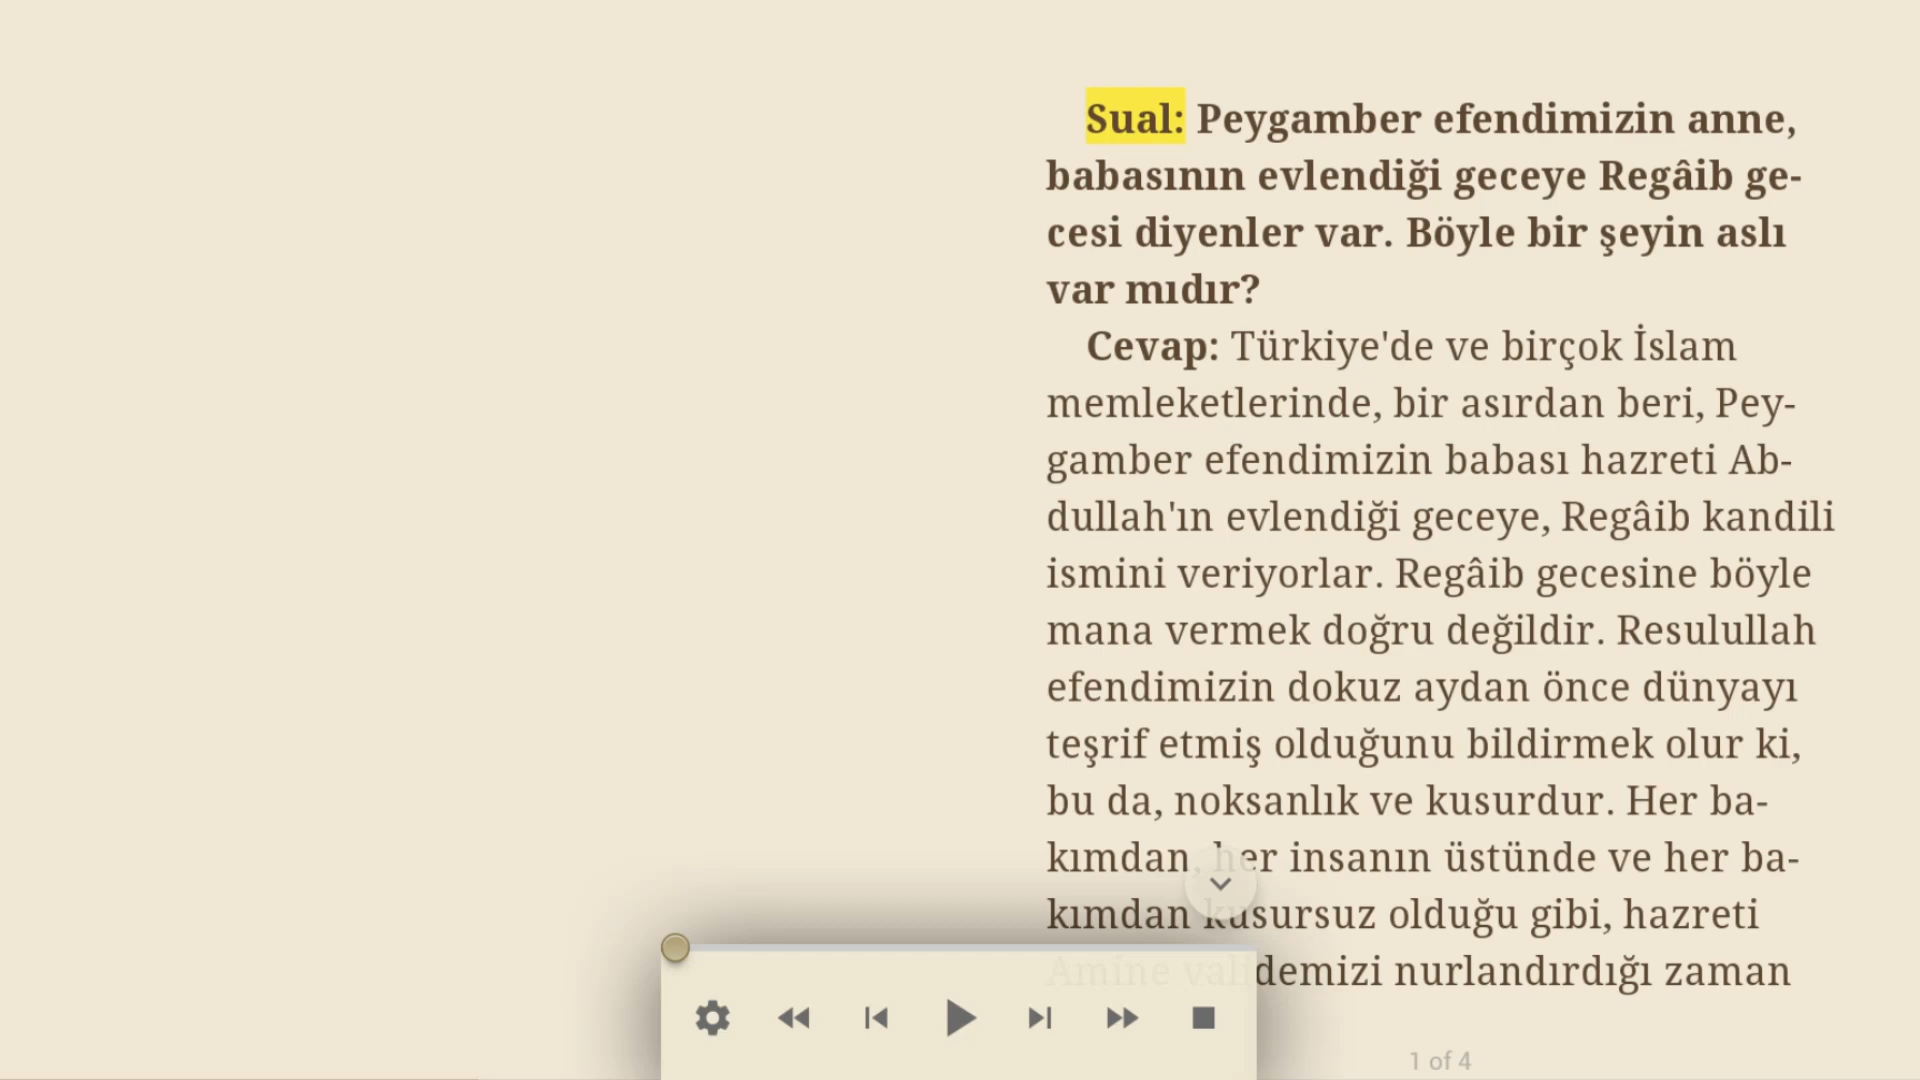 Sual: Peygamber efendimizin anne,
babasının evlendiği geceye Regâib ge-
cesi diyenler var. Böyle bir şeyin aslı
var mıdır?
Cevap: Türkiye'de ve birçok İslam
memleketlerinde, bir asırdan beri, Pey-
gamber efendimizin babası hazreti Ab-
dullah'ın evlendiği geceye, Regâib kandili
ismini veriyorlar. Regâib gecesine böyle
mana vermek doğru değildir. Resulullah
efendimizin dokuz aydan önce dünyayı
teşrif etmiş olduğunu bildirmek olur ki,
bu da, noksanlık ve kusurdur. Her ba-
kımdan, her insanın üstünde ve her ba-
kımdan kusursuz olduğu gibi, hazreti
Amine validemizi nurlandırdığı zaman
1 of 4